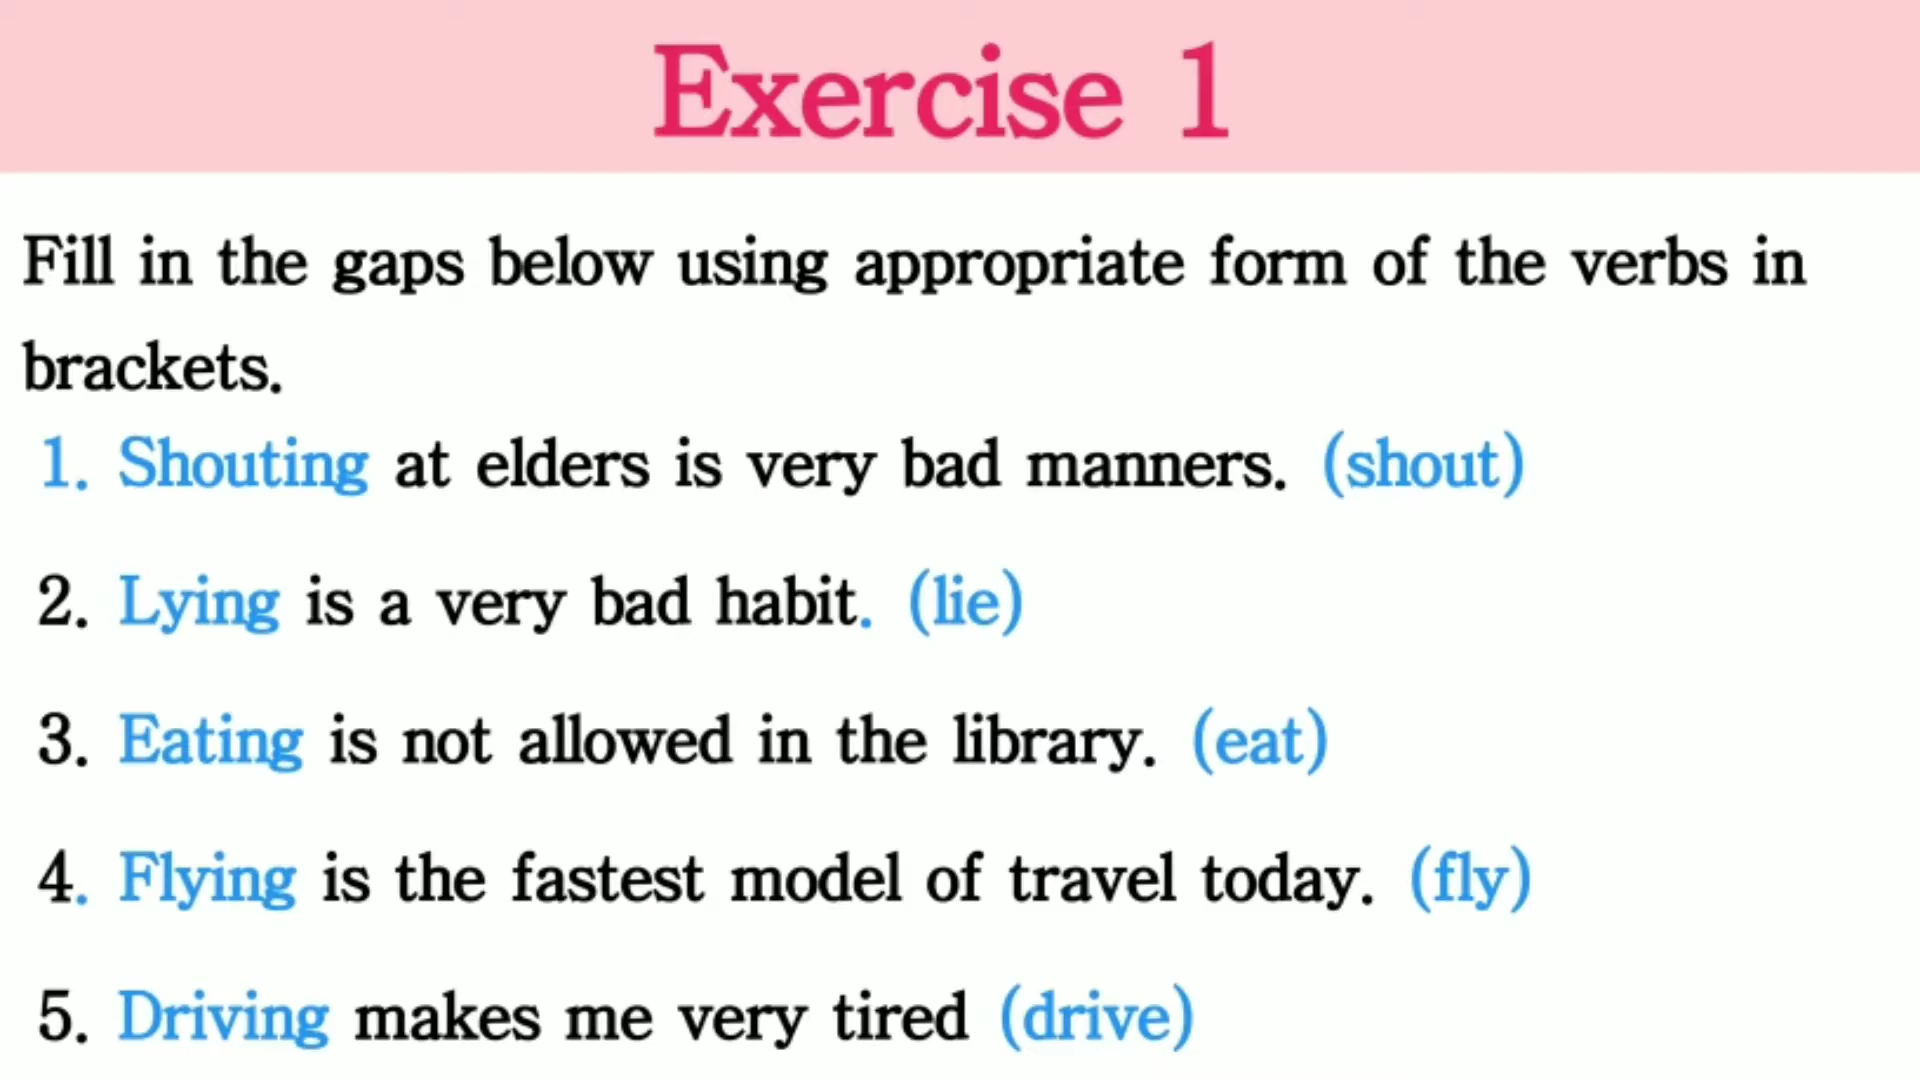 Exercise 1
Fill in the gaps below using appropriate form of the verbs in
brackets.
1. Shouting at elders is very bad manners. (shout)
2. Lying is a very bad habit. (lie)
3. Eating is not allowed in the library. (eat)
4. Flying is the fastest model of travel today. (fly)
5. Driving makes me very tired (drive)